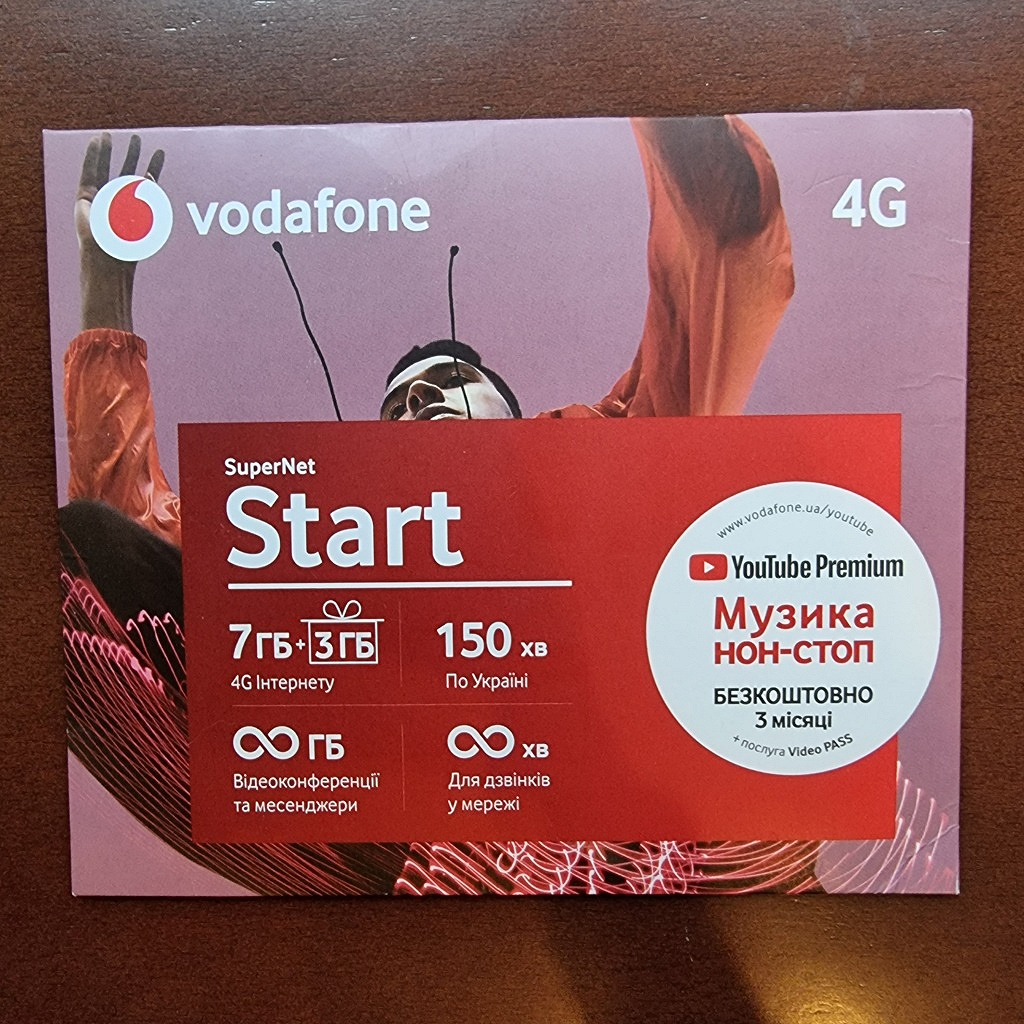 vodafone
4G
SuperNet
Start
7 ГБ + 3 ГБ
4G Інтернету
150 хв
По Україні
∞ ГБ
Відеоконференції
та месенджери
∞ хв
Для дзвінків
у мережі
www.vodafone.ua/youtube
YouTube Premium
Музика
нон-стоп
БЕЗКОШТОВНО
3 місяці
+ послуга Video PASS